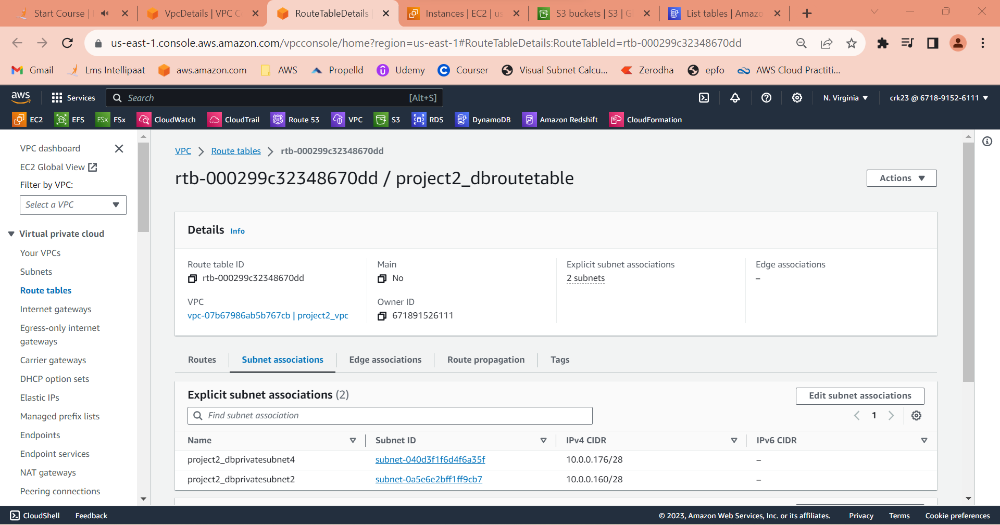 Start Course |
VpcDetails | VPC C
RouteTableDetails
Instances | EC2 | us
S3 buckets | S3 | Gl
List tables | Amazo
us-east-1.console.aws.amazon.com/vpcconsole/home?region=us-east-1#RouteTableDetails:RouteTableId=rtb-000299c32348670dd
Gmail
Lms Intellipaat
aws.amazon.com
AWS
Propelld
Udemy
Courser
Visual Subnet Calcu...
Zerodha
epfo
AWS Cloud Practiti...
aws
Services
Search
[Alt+S]
N. Virginia
crk23 @ 6718-9152-6111
EC2
EFS
FSx
FSx
CloudWatch
CloudTrail
Route 53
VPC
S3
RDS
DynamoDB
Amazon Redshift
CloudFormation
VPC dashboard
EC2 Global View
Filter by VPC:
Select a VPC
Virtual private cloud
Your VPCs
Subnets
Route tables
Internet gateways
Egress-only internet
gateways
Carrier gateways
DHCP option sets
Elastic IPs
Managed prefix lists
Endpoints
Endpoint services
NAT gateways
Peering connections
VPC
Route tables
rtb-000299c32348670dd
rtb-000299c32348670dd / project2_dbroutetable
Actions
Details Info
Route table ID
rtb-000299c32348670dd
Main
No
Explicit subnet associations
2 subnets
Edge associations
–
VPC
vpc-07b67986ab5b767cb | project2_vpc
Owner ID
671891526111
Routes
Subnet associations
Edge associations
Route propagation
Tags
Explicit subnet associations (2)
Edit subnet associations
Find subnet association
1
Name
Subnet ID
IPv4 CIDR
IPv6 CIDR
project2_dbprivatesubnet4
subnet-040d3f1f6d4f6a35f
10.0.0.176/28
–
project2_dbprivatesubnet2
subnet-0a5e6e2bff1ff9cb7
10.0.0.160/28
–
CloudShell
Feedback
© 2023, Amazon Web Services, Inc. or its affiliates.
Privacy
Terms
Cookie preferences